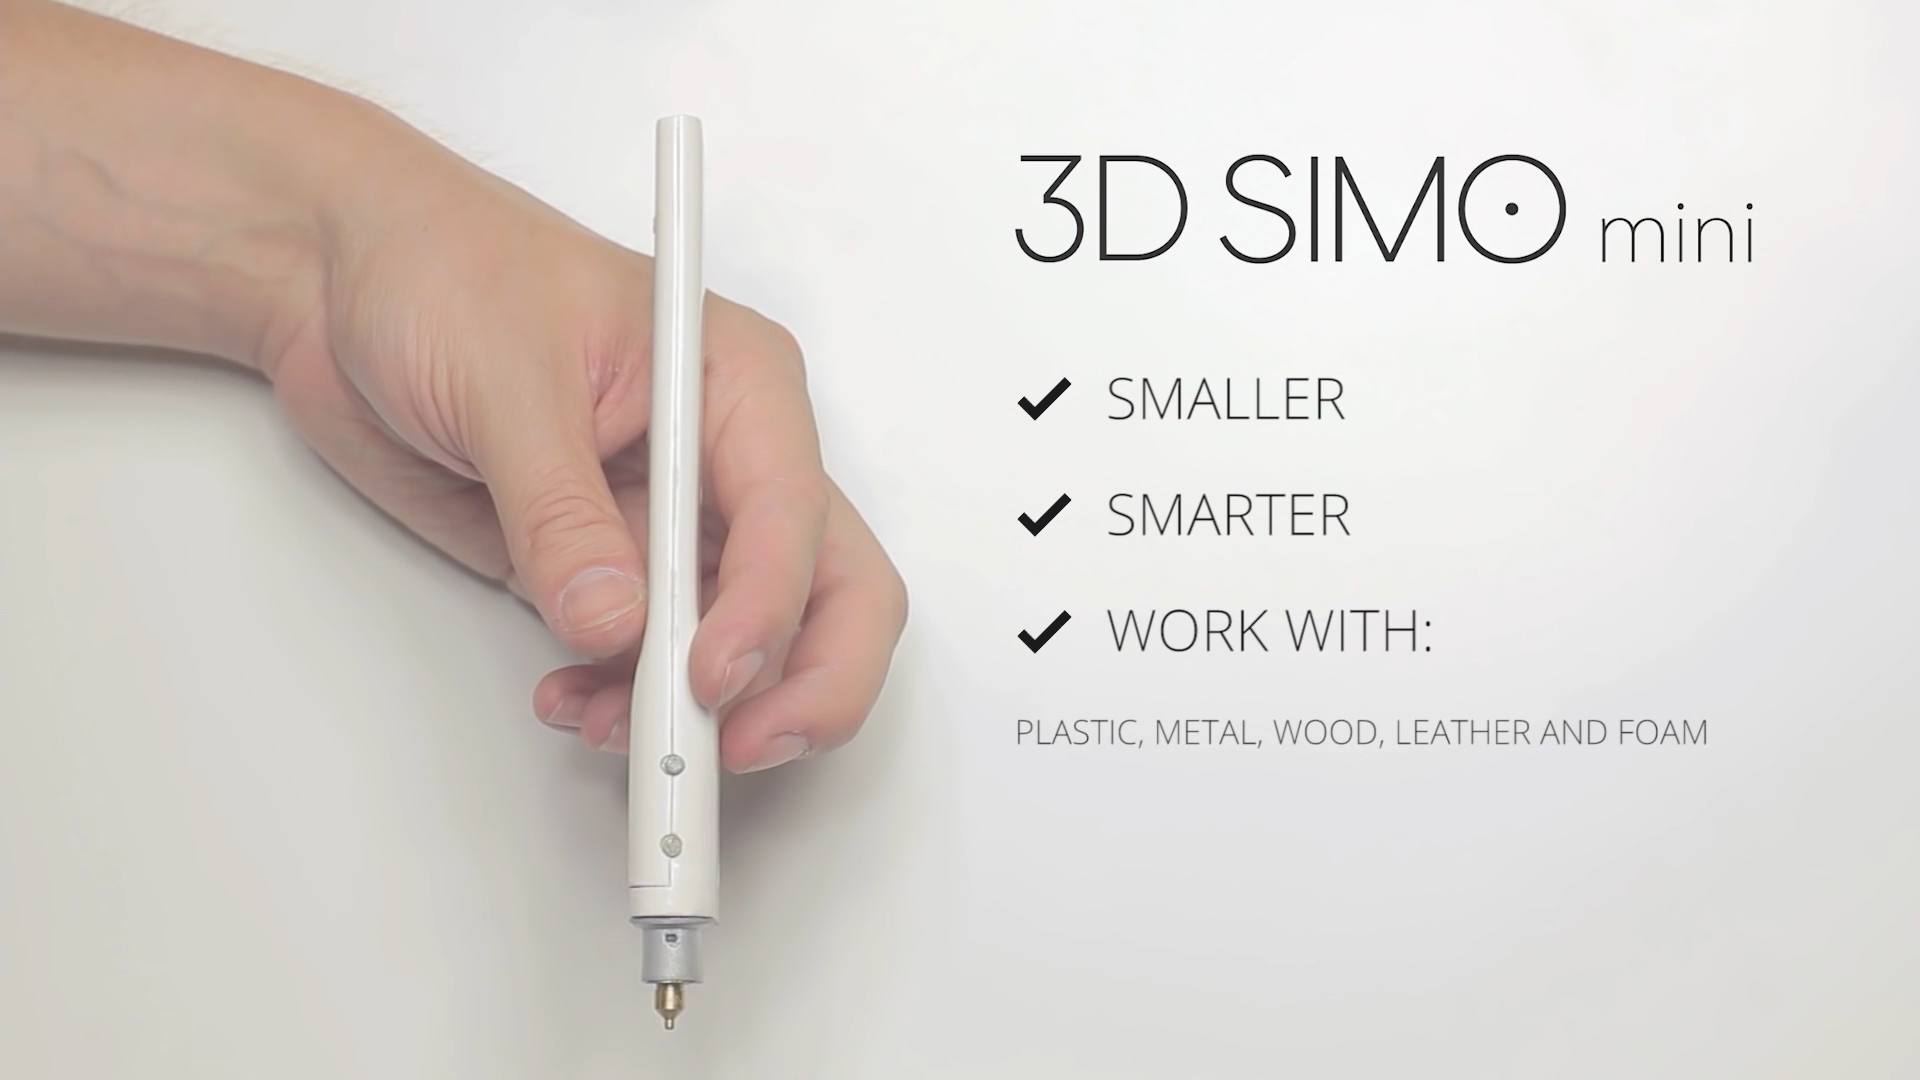 3D SIMO mini
SMALLER
SMARTER
WORK WITH:
PLASTIC, METAL, WOOD, LEATHER AND FOAM